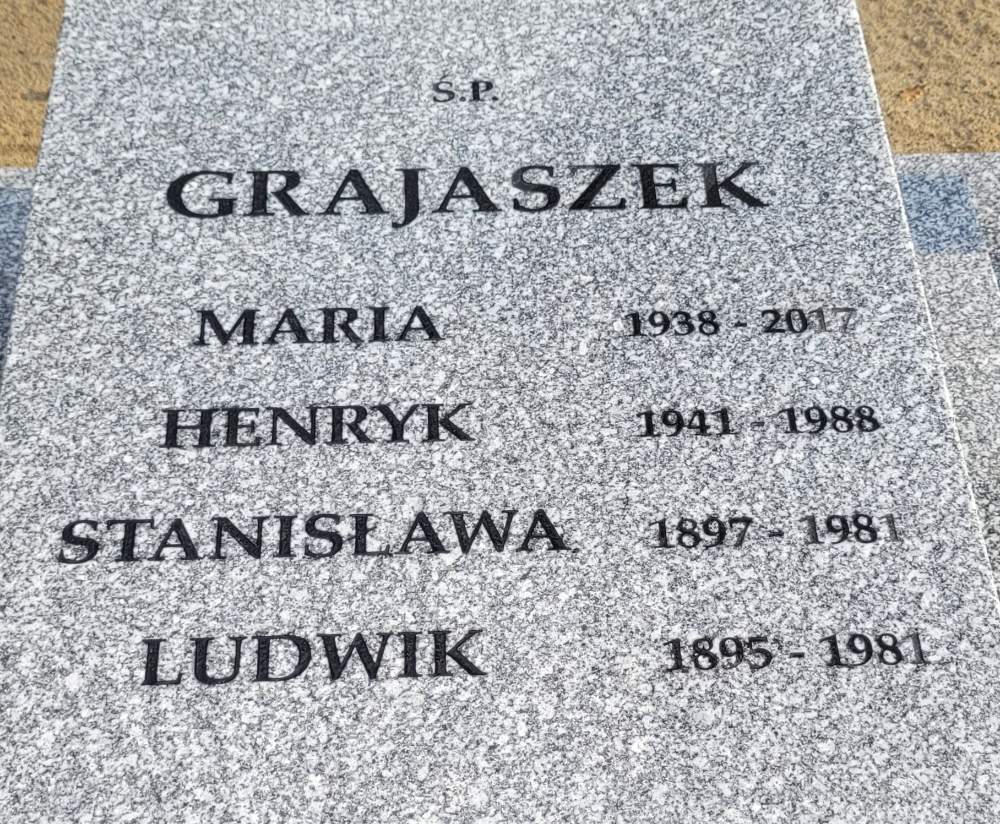 Ś.P.
GRAJASZEK
MARIA 1938 - 2017
HENRYK 1941 - 1988
STANISŁAWA 1897 - 1981
LUDWIK 1895 - 1981